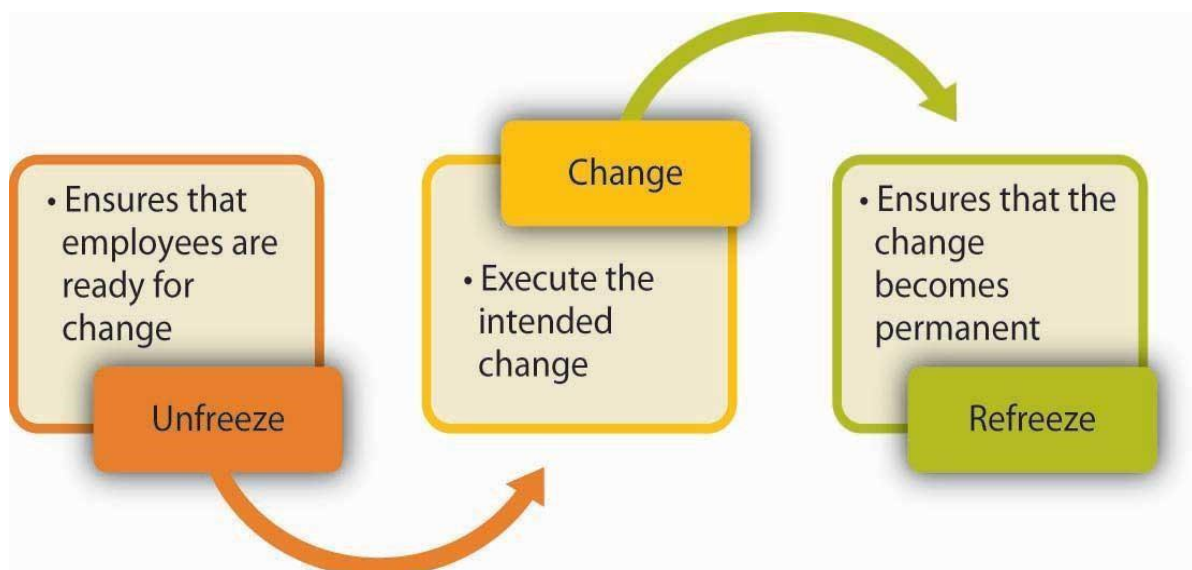 • Ensures that
employees are
ready for
change
Unfreeze
Change
• Execute the
intended
change
• Ensures that the
change
becomes
permanent
Refreeze